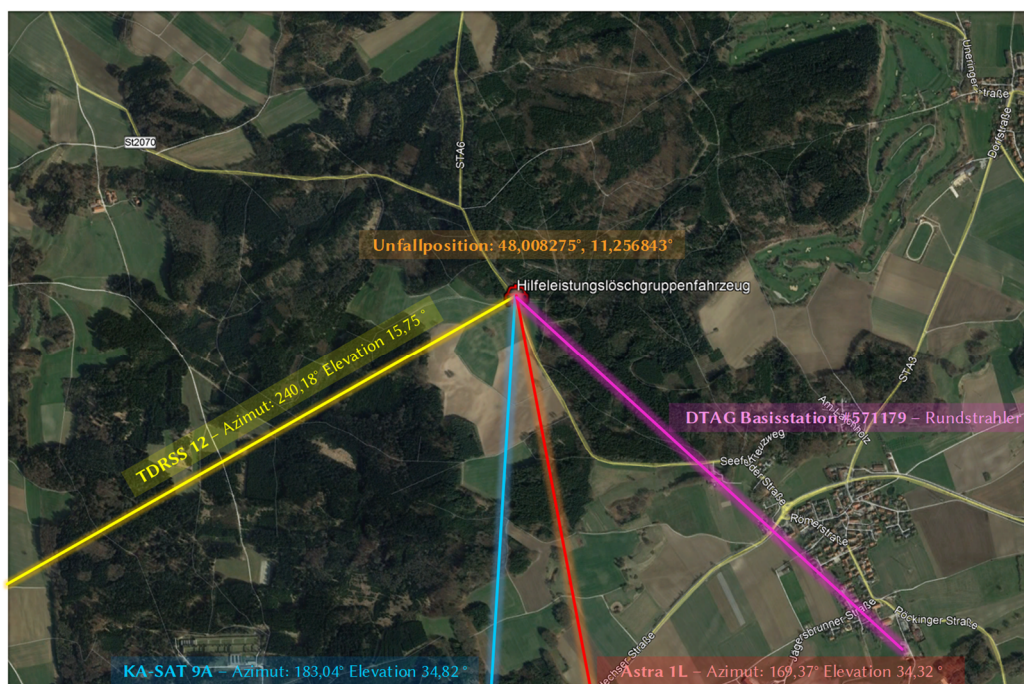 Uneringer Straße
Dorfstraße
St2070
STA6
Unfallposition: 48,008275°, 11,256843°
Hilfeleistungslöschgruppenfahrzeug
TDRSS 12 – Azimut: 240,18° Elevation 15,75°
STA3
DTAG Basisstation 571179 – Rundstrahler
Römerstraße
Jägersbrunner Straße
Pöckinger Straße
KA-SAT 9A – Azimut: 183,04° Elevation 34,82°
Astra 1L – Azimut: 169,37° Elevation 34,32°